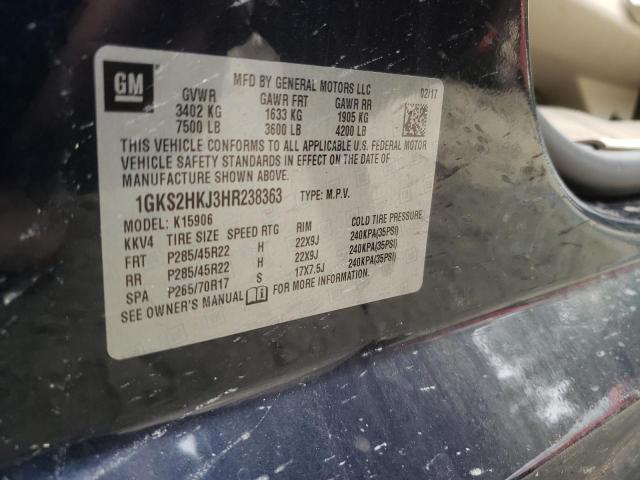 GM
MFD BY GENERAL MOTORS LLC
02/17
GVWR GAWR FRT GAWR RR
3402 KG 1633 KG 1905 KG
7500 LB 3600 LB 4200 LB
THIS VEHICLE CONFORMS TO ALL APPLICABLE U.S. FEDERAL MOTOR
VEHICLE SAFETY STANDARDS IN EFFECT ON THE DATE OF
MANUFACTURE SHOWN ABOVE.
1GKS2HKJ3HR238363 TYPE: M.P.V.
MODEL: K15906
KKV4 TIRE SIZE SPEED RTG RIM COLD TIRE PRESSURE
FRT P285/45R22 H 22X9J 240KPA(35PSI)
RR P285/45R22 H 22X9J 240KPA(35PSI)
SPA P265/70R17 S 17X7.5J 240KPA(35PSI)
SEE OWNER'S MANUAL FOR MORE INFORMATION.